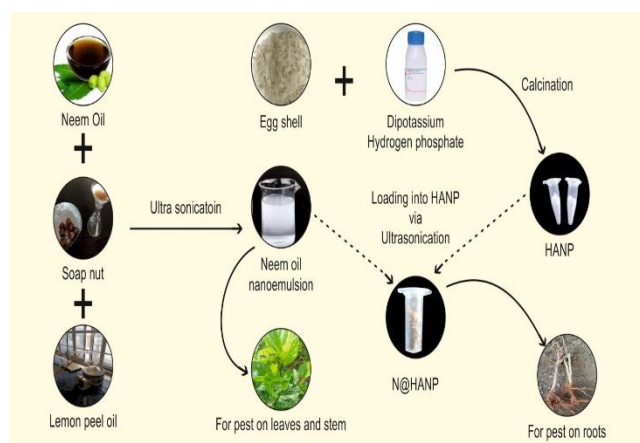 Neem Oil
+
Soap nut
+
Lemon peel oil
Ultra sonicatoin
Egg shell
+
Dipotassium
Hydrogen phosphate
Calcination
HANP
Neem oil
nanoemulsion
Loading into HANP
via
Ultrasonication
N@HANP
For pest on leaves and stem
For pest on roots